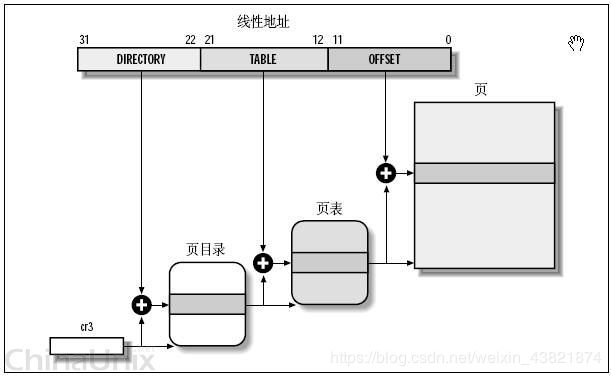 线性地址
31 22 21 12 11 0
DIRECTORY TABLE OFFSET
页
页表
页目录
cr3
ChinaUnix
https://blog.csdn.net/weixin_43821874